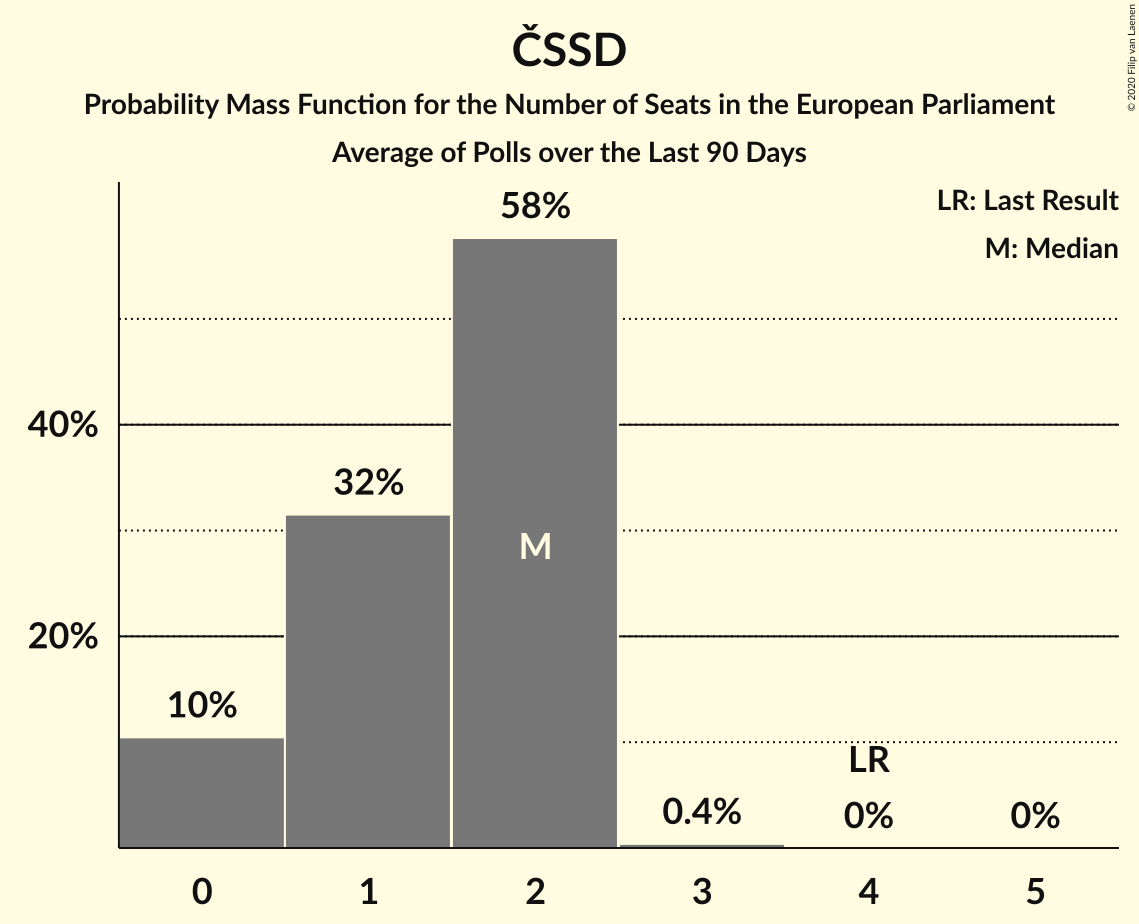 ČSSD
Probability Mass Function for the Number of Seats in the European Parliament
Average of Polls over the Last 90 Days
© 2020 Filip van Laenen
LR: Last Result
M: Median
58%
40%
32%
M
20%
10%
LR
0.4%
0%
0%
0 1 2 3 4 5